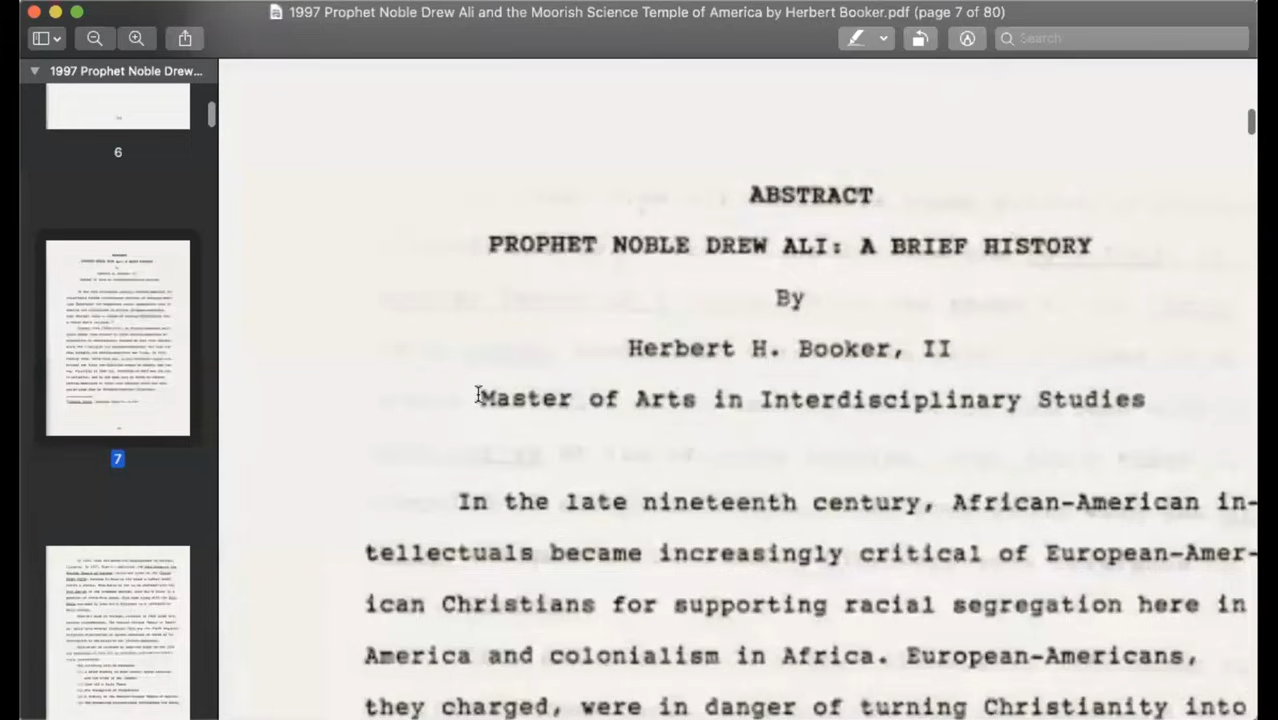 1997 Prophet Noble Drew Ali and the Moorish Science Temple of America by Herbert Booker.pdf (page 7 of 80)
Search
1997 Prophet Noble Drew...
6
7
ABSTRACT
PROPHET NOBLE DREW ALI: A BRIEF HISTORY
By
Herbert H. Booker, II
Master of Arts in Interdisciplinary Studies
In the late nineteenth century, African-American in-
tellectuals became increasingly critical of European-Amer-
ican Christians for supporting racial segregation here in
America and colonialism in Africa. European-Americans,
they charged, were in danger of turning Christianity into